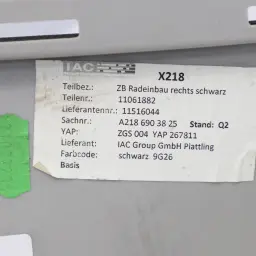 IAC
X218
Teilbez.: ZB Radeinbau rechts schwarz
Teilenr.: 11061882
Lieferantennr.: 11516044
Sachnr.: A218 690 38 25 Stand: Q2
YAP: ZGS 004 YAP 267811
Lieferant: IAC Group GmbH Plattling
Farbcode: schwarz 9G26
Basis